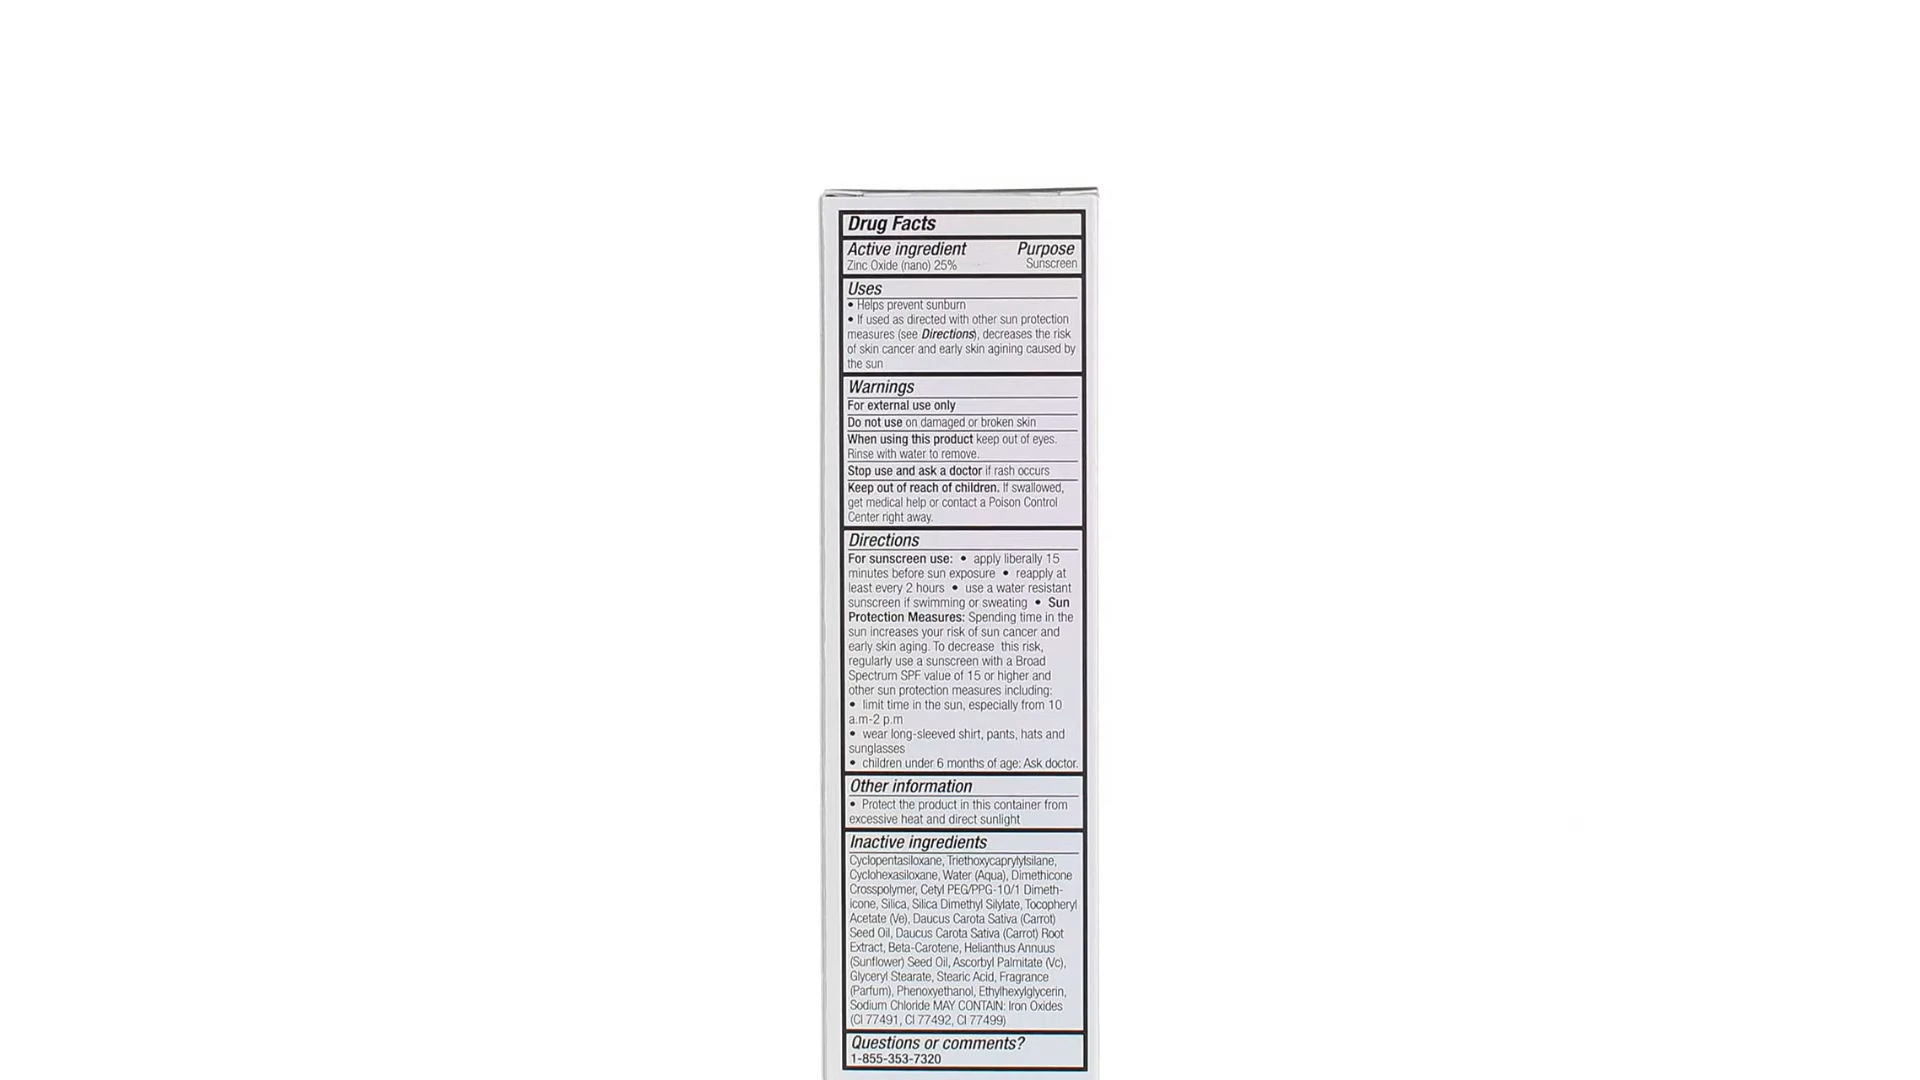 Drug Facts
Active ingredient Purpose
Zinc Oxide (nano) 25% Sunscreen
Uses
• Helps prevent sunburn
• If used as directed with other sun protection
measures (see Directions), decreases the risk
of skin cancer and early skin agining caused by
the sun
Warnings
For external use only
Do not use on damaged or broken skin
When using this product keep out of eyes.
Rinse with water to remove.
Stop use and ask a doctor if rash occurs
Keep out of reach of children. If swallowed,
get medical help or contact a Poison Control
Center right away.
Directions
For sunscreen use: • apply liberally 15
minutes before sun exposure • reapply at
least every 2 hours • use a water resistant
sunscreen if swimming or sweating • Sun
Protection Measures: Spending time in the
sun increases your risk of sun cancer and
early skin aging. To decrease this risk,
regularly use a sunscreen with a Broad
Spectrum SPF value of 15 or higher and
other sun protection measures including:
• limit time in the sun, especially from 10
a.m-2 p.m
• wear long-sleeved shirt, pants, hats and
sunglasses
• children under 6 months of age: Ask doctor.
Other information
• Protect the product in this container from
excessive heat and direct sunlight
Inactive ingredients
Cyclopentasiloxane, Triethoxycaprylylsilane,
Cyclohexasiloxane, Water (Aqua), Dimethicone
Crosspolymer, Cetyl PEG/PPG-10/1 Dimeth-
icone, Silica, Silica Dimethyl Silylate, Tocopheryl
Acetate (Ve), Daucus Carota Sativa (Carrot)
Seed Oil, Daucus Carota Sativa (Carrot) Root
Extract, Beta-Carotene, Helianthus Annuus
(Sunflower) Seed Oil, Ascorbyl Palmitate (Vc),
Glyceryl Stearate, Stearic Acid, Fragrance
(Parfum), Phenoxyethanol, Ethylhexylglycerin,
Sodium Chloride MAY CONTAIN: Iron Oxides
(CI 77491, CI 77492, CI 77499)
Questions or comments?
1-855-353-7320